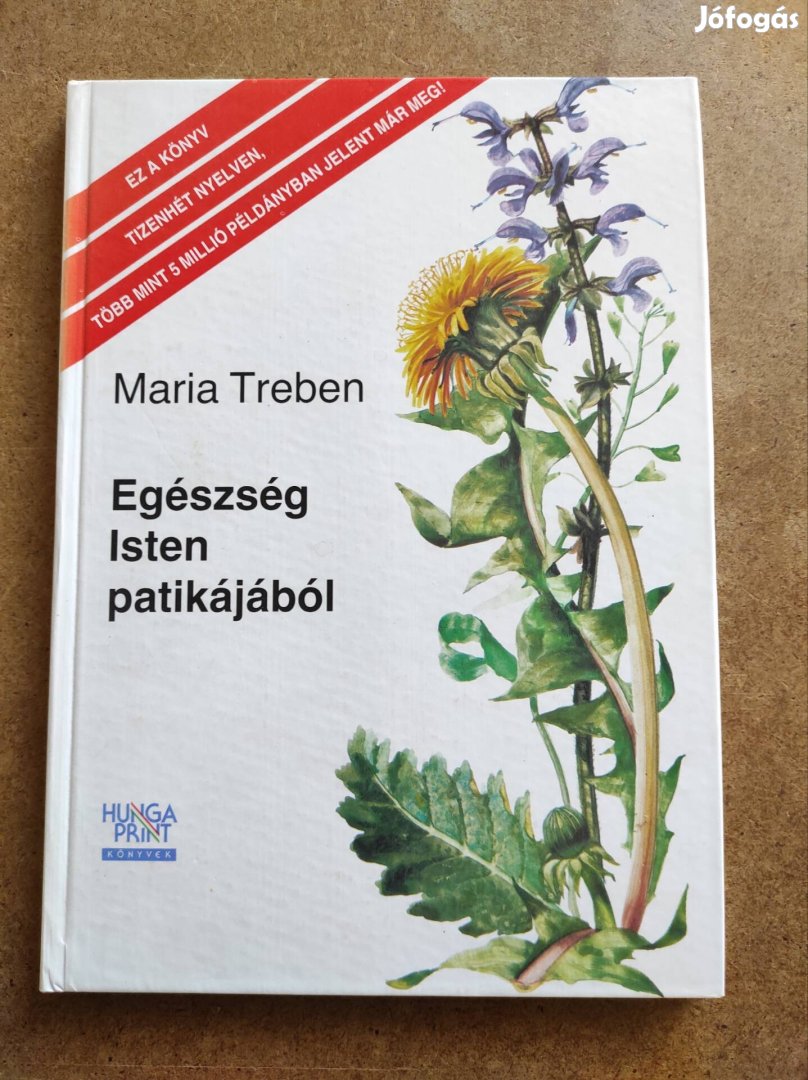 Jófogás
EZ A KÖNYV
TIZENHÉT NYELVEN,
TÖBB MINT 5 MILLIÓ PÉLDÁNYBAN JELENT MÁR MEG!
Maria Treben
Egészség
Isten
patikájából
HUNGA
PRINT
KÖNYVEK